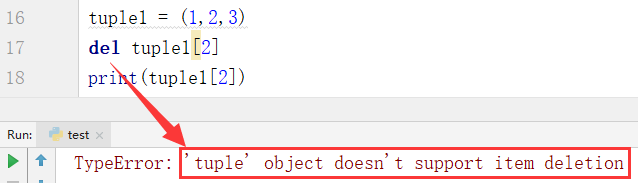 16 tuple1 = (1,2,3)
17 del tuple1[2]
18 print(tuple1[2])
Run: test ×
TypeError: 'tuple' object doesn't support item deletion